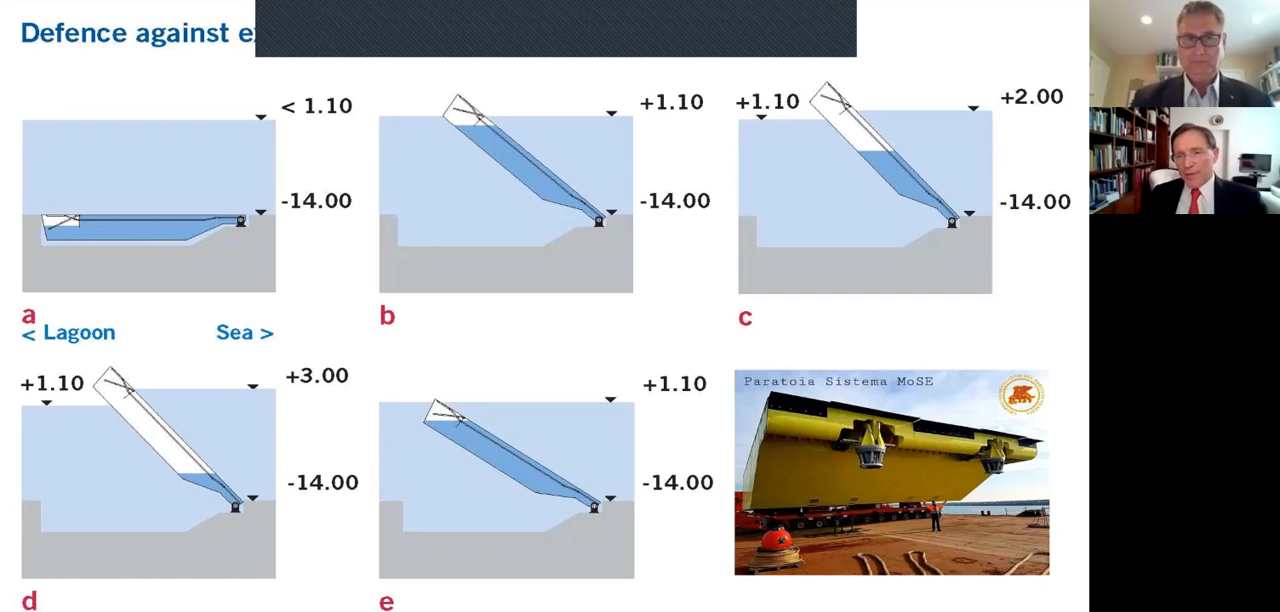 Defence against e
< 1.10
-14.00
a
< Lagoon Sea >
+1.10
-14.00
b
+1.10
+2.00
-14.00
c
+1.10
+3.00
-14.00
d
+1.10
-14.00
e
Paratoia Sistema MoSE